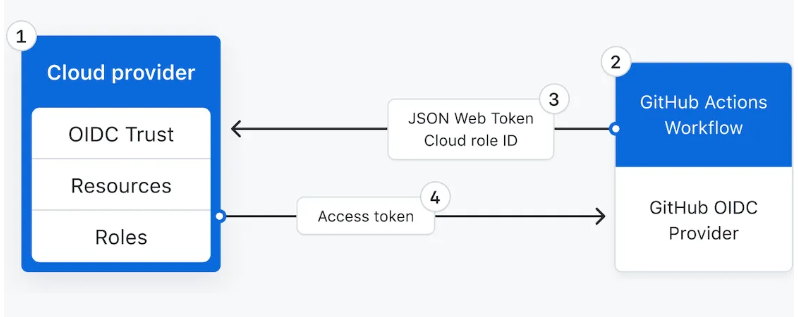 1
Cloud provider
OIDC Trust
Resources
Roles
2
GitHub Actions
Workflow
GitHub OIDC
Provider
3
JSON Web Token
Cloud role ID
4
Access token